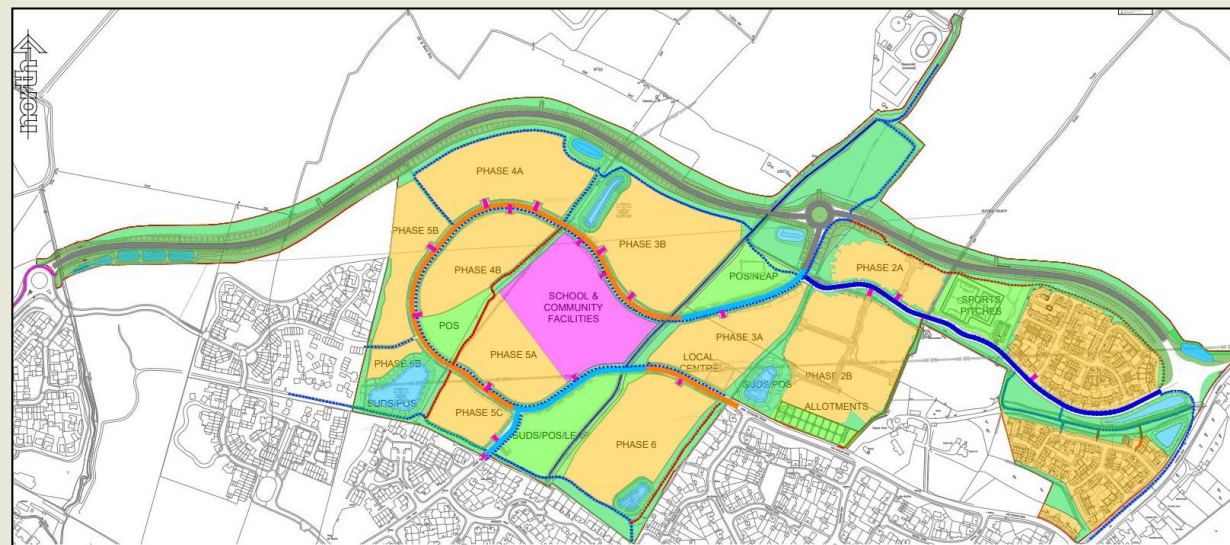 NORTH
PHASE 4A
PHASE 5B
PHASE 3B
PHASE 4B
PHASE 2A
POS/NEAP
SCHOOL &
COMMUNITY
FACILITIES
SPORTS/
PITCHES
POS
PHASE 3A
PHASE 5A
LOCAL
CENTRE
PHASE 5B
PHASE 2B
SUDS/POS
SUDS/POS
ALLOTMENTS
PHASE 5C
SUDS/POS/LE
PHASE 6